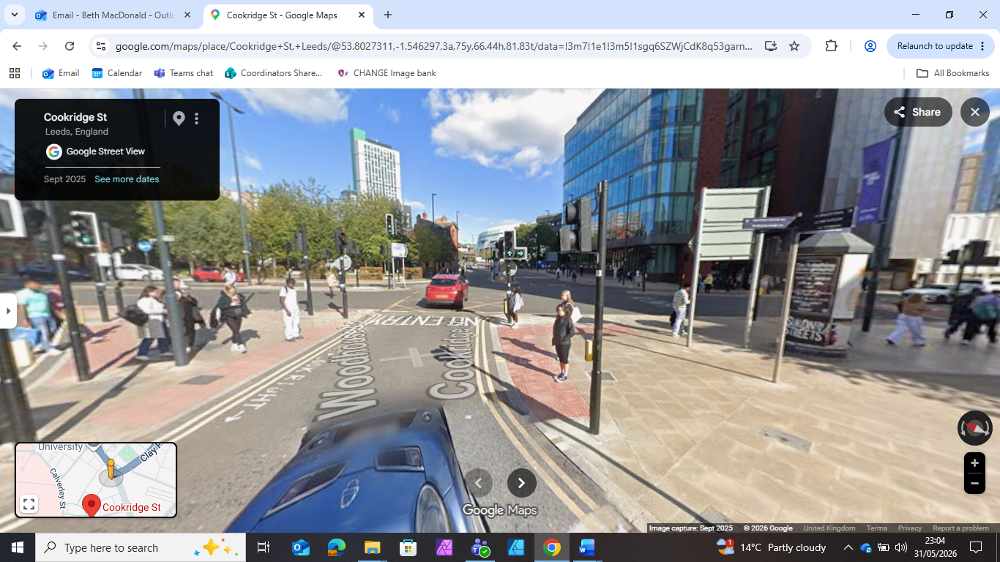 Email - Beth MacDonald - Outlo
Cookridge St - Google Maps
google.com/maps/place/Cookridge+St,+Leeds/@53.8027311,-1.546297,3a,75y,66.44h,81.83t/data=!3m7!1e1!3m5!1sgq6SZWjCdK8q53garn...
Relaunch to update
Email
Calendar
Teams chat
Coordinators Share...
CHANGE Image bank
All Bookmarks
Cookridge St
Leeds, England
Google Street View
Sept 2025 See more dates
Share
NO ENTRY
Woodhouse
Cookridge
University
Clay
Calverley St
Cookridge St
Google Maps
Image capture: Sept 2025 © 2026 Google United Kingdom Terms Privacy Report a problem
Type here to search
1
14°C Partly cloudy
23:04
31/05/2026